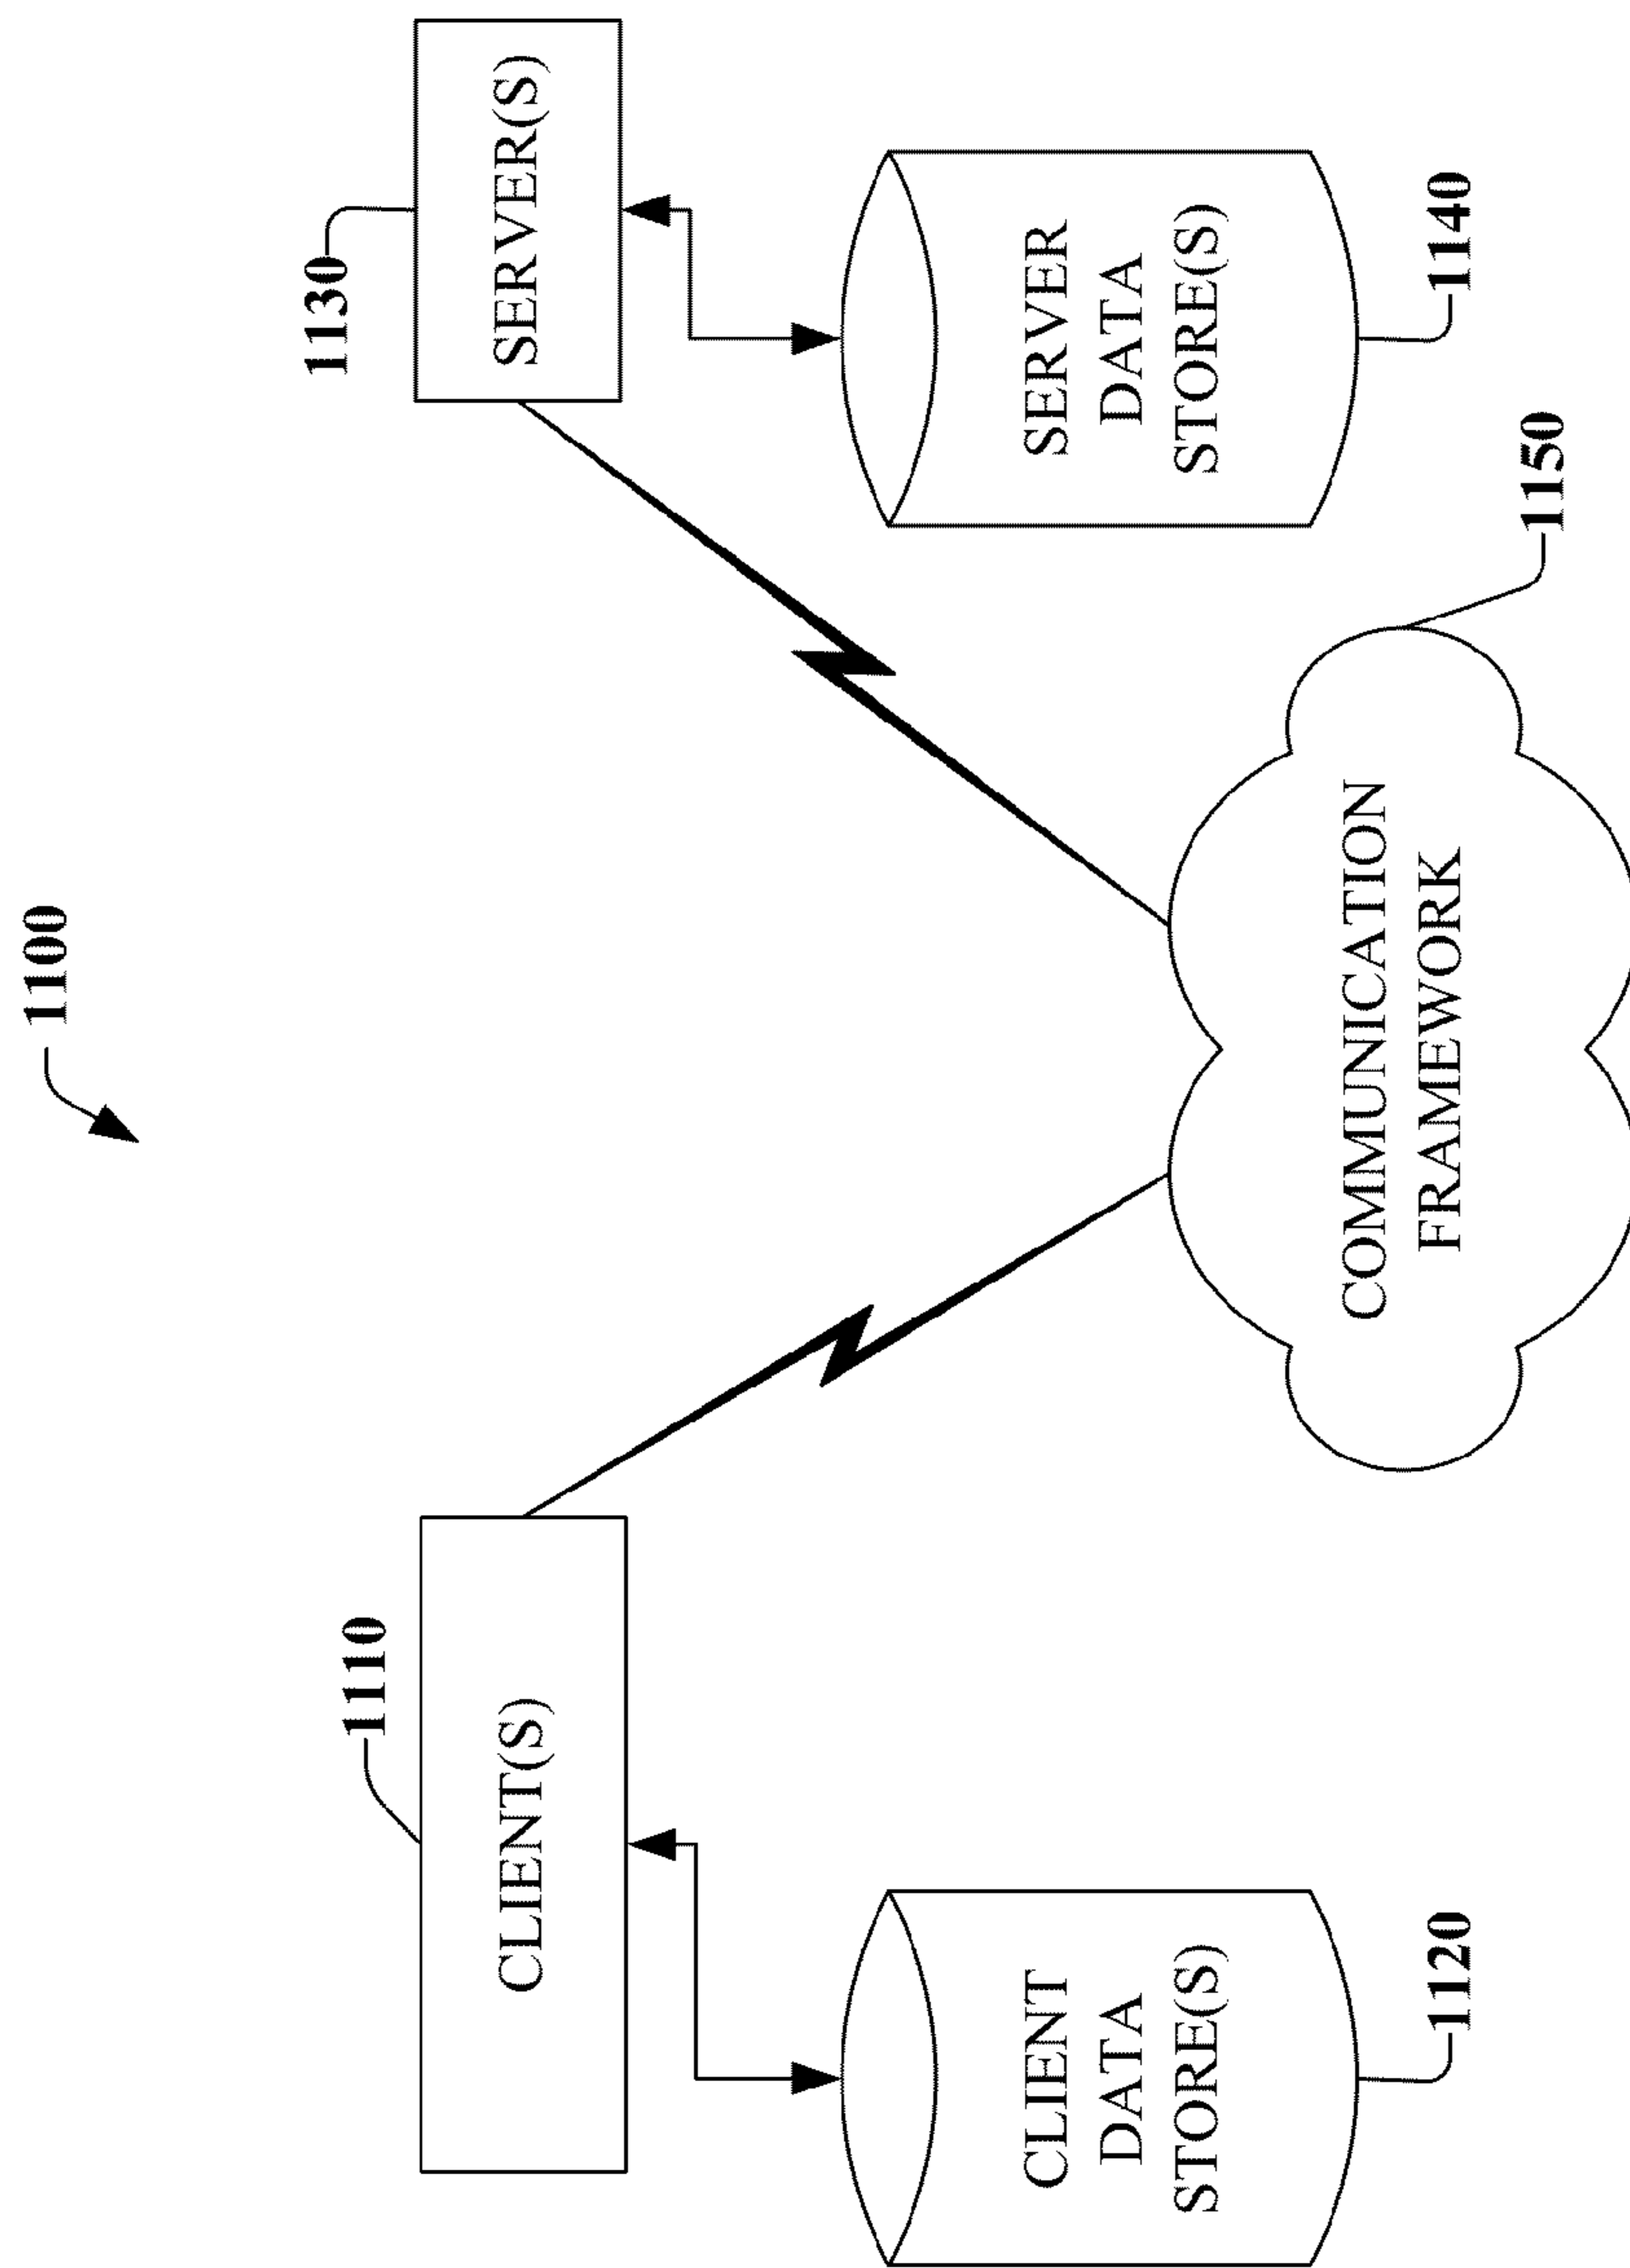 1100
1110
CLIENT(S)
1130
SERVER(S)
CLIENT
DATA
STORE(S)
1120
SERVER
DATA
STORE(S)
1140
COMMUNICATION
FRAMEWORK
1150